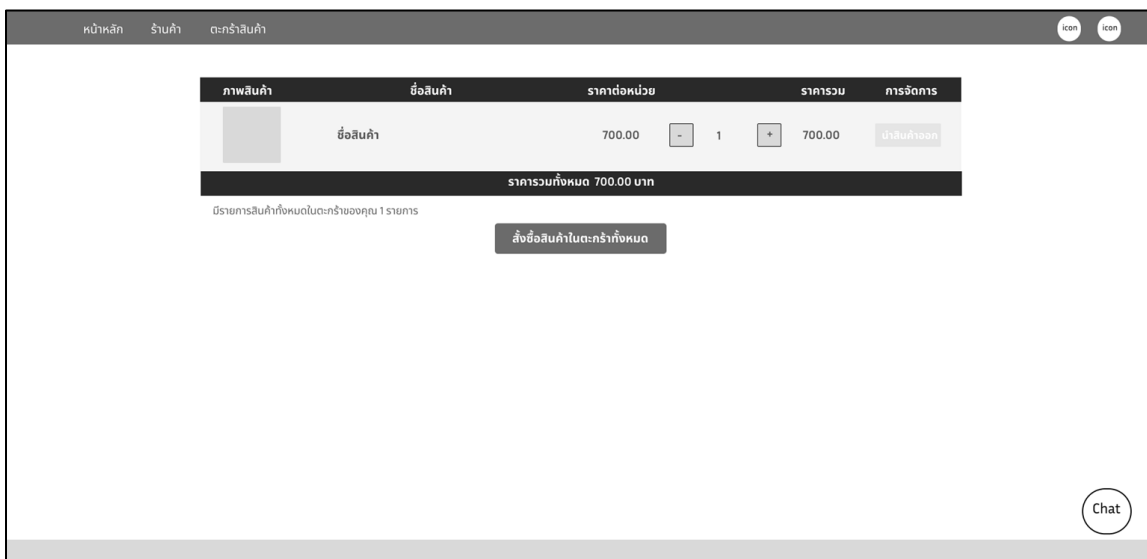 หน้าหลัก ร้านค้า ตะกร้าสินค้า icon icon
ภาพสินค้า ชื่อสินค้า ราคาต่อหน่วย ราคารวม การจัดการ
ชื่อสินค้า 700.00 - 1 + 700.00 นำสินค้าออก
ราคารวมทั้งหมด 700.00 บาท
มีรายการสินค้าทั้งหมดในตะกร้าของคุณ 1 รายการ
สั่งซื้อสินค้าในตะกร้าทั้งหมด
Chat